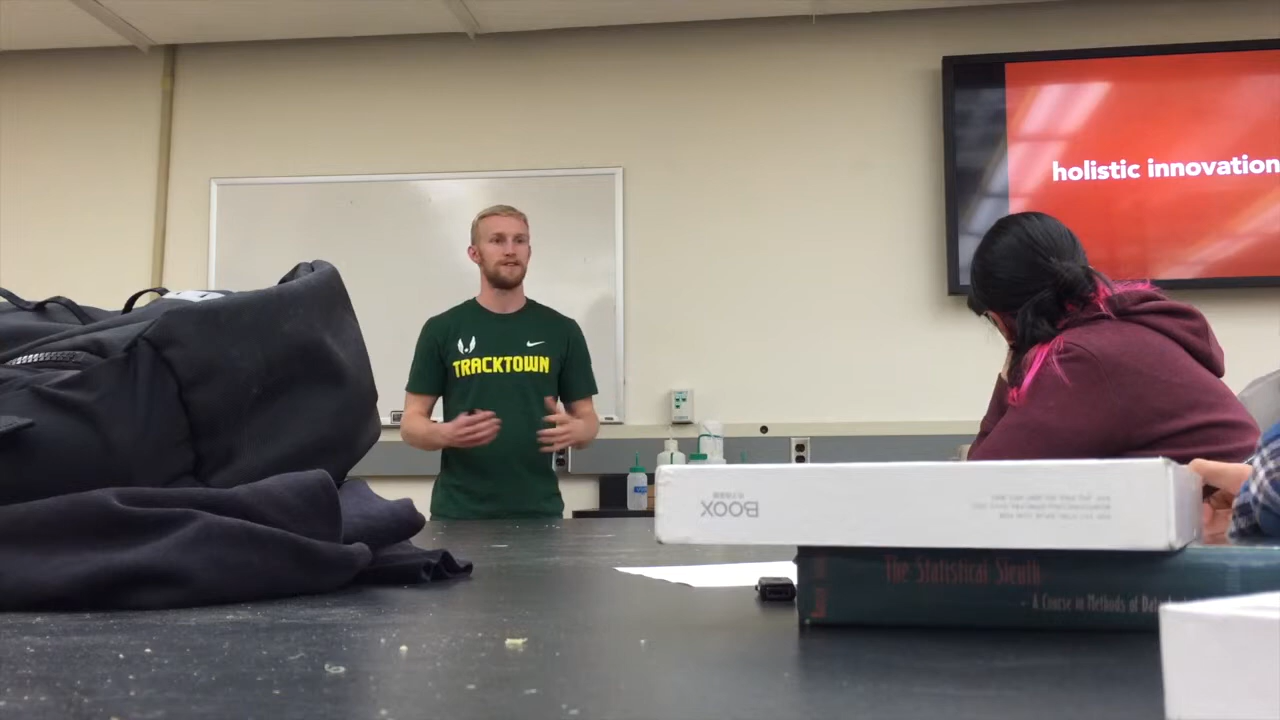 holistic innovation
TRACKTOWN
BOOX
The Statistical Sleuth
A Course in Methods of Data